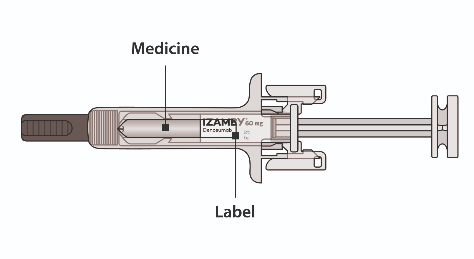 Medicine
IZAMBY 60 mg
Denosumab
Label